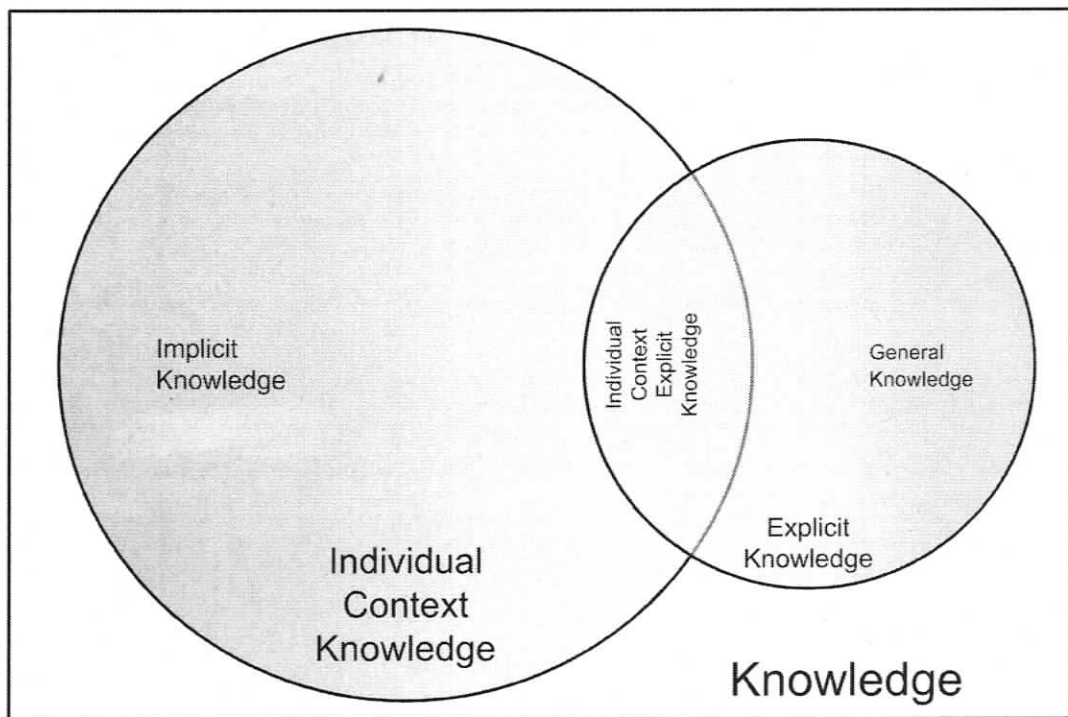 Implicit
Knowledge
Individual
Context
Explicit
Knowledge
General
Knowledge
Explicit
Knowledge
Individual
Context
Knowledge
Knowledge